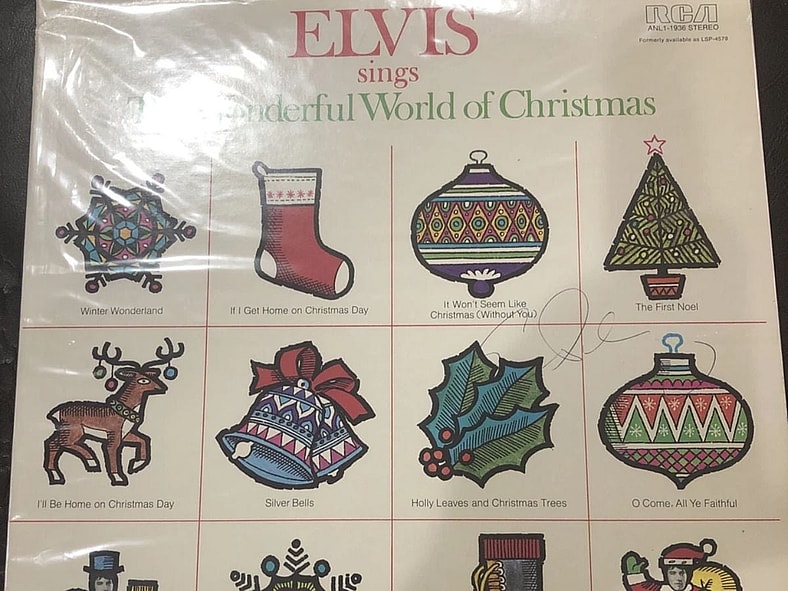 ELVIS
RCA
ANL1-1936 STEREO
Formerly available as LSP-4579
sings
The Wonderful World of Christmas
Winter Wonderland
If I Get Home on Christmas Day
It Won't Seem Like
Christmas (Without You)
The First Noel
I'll Be Home on Christmas Day
Silver Bells
Holly Leaves and Christmas Trees
O Come, All Ye Faithful